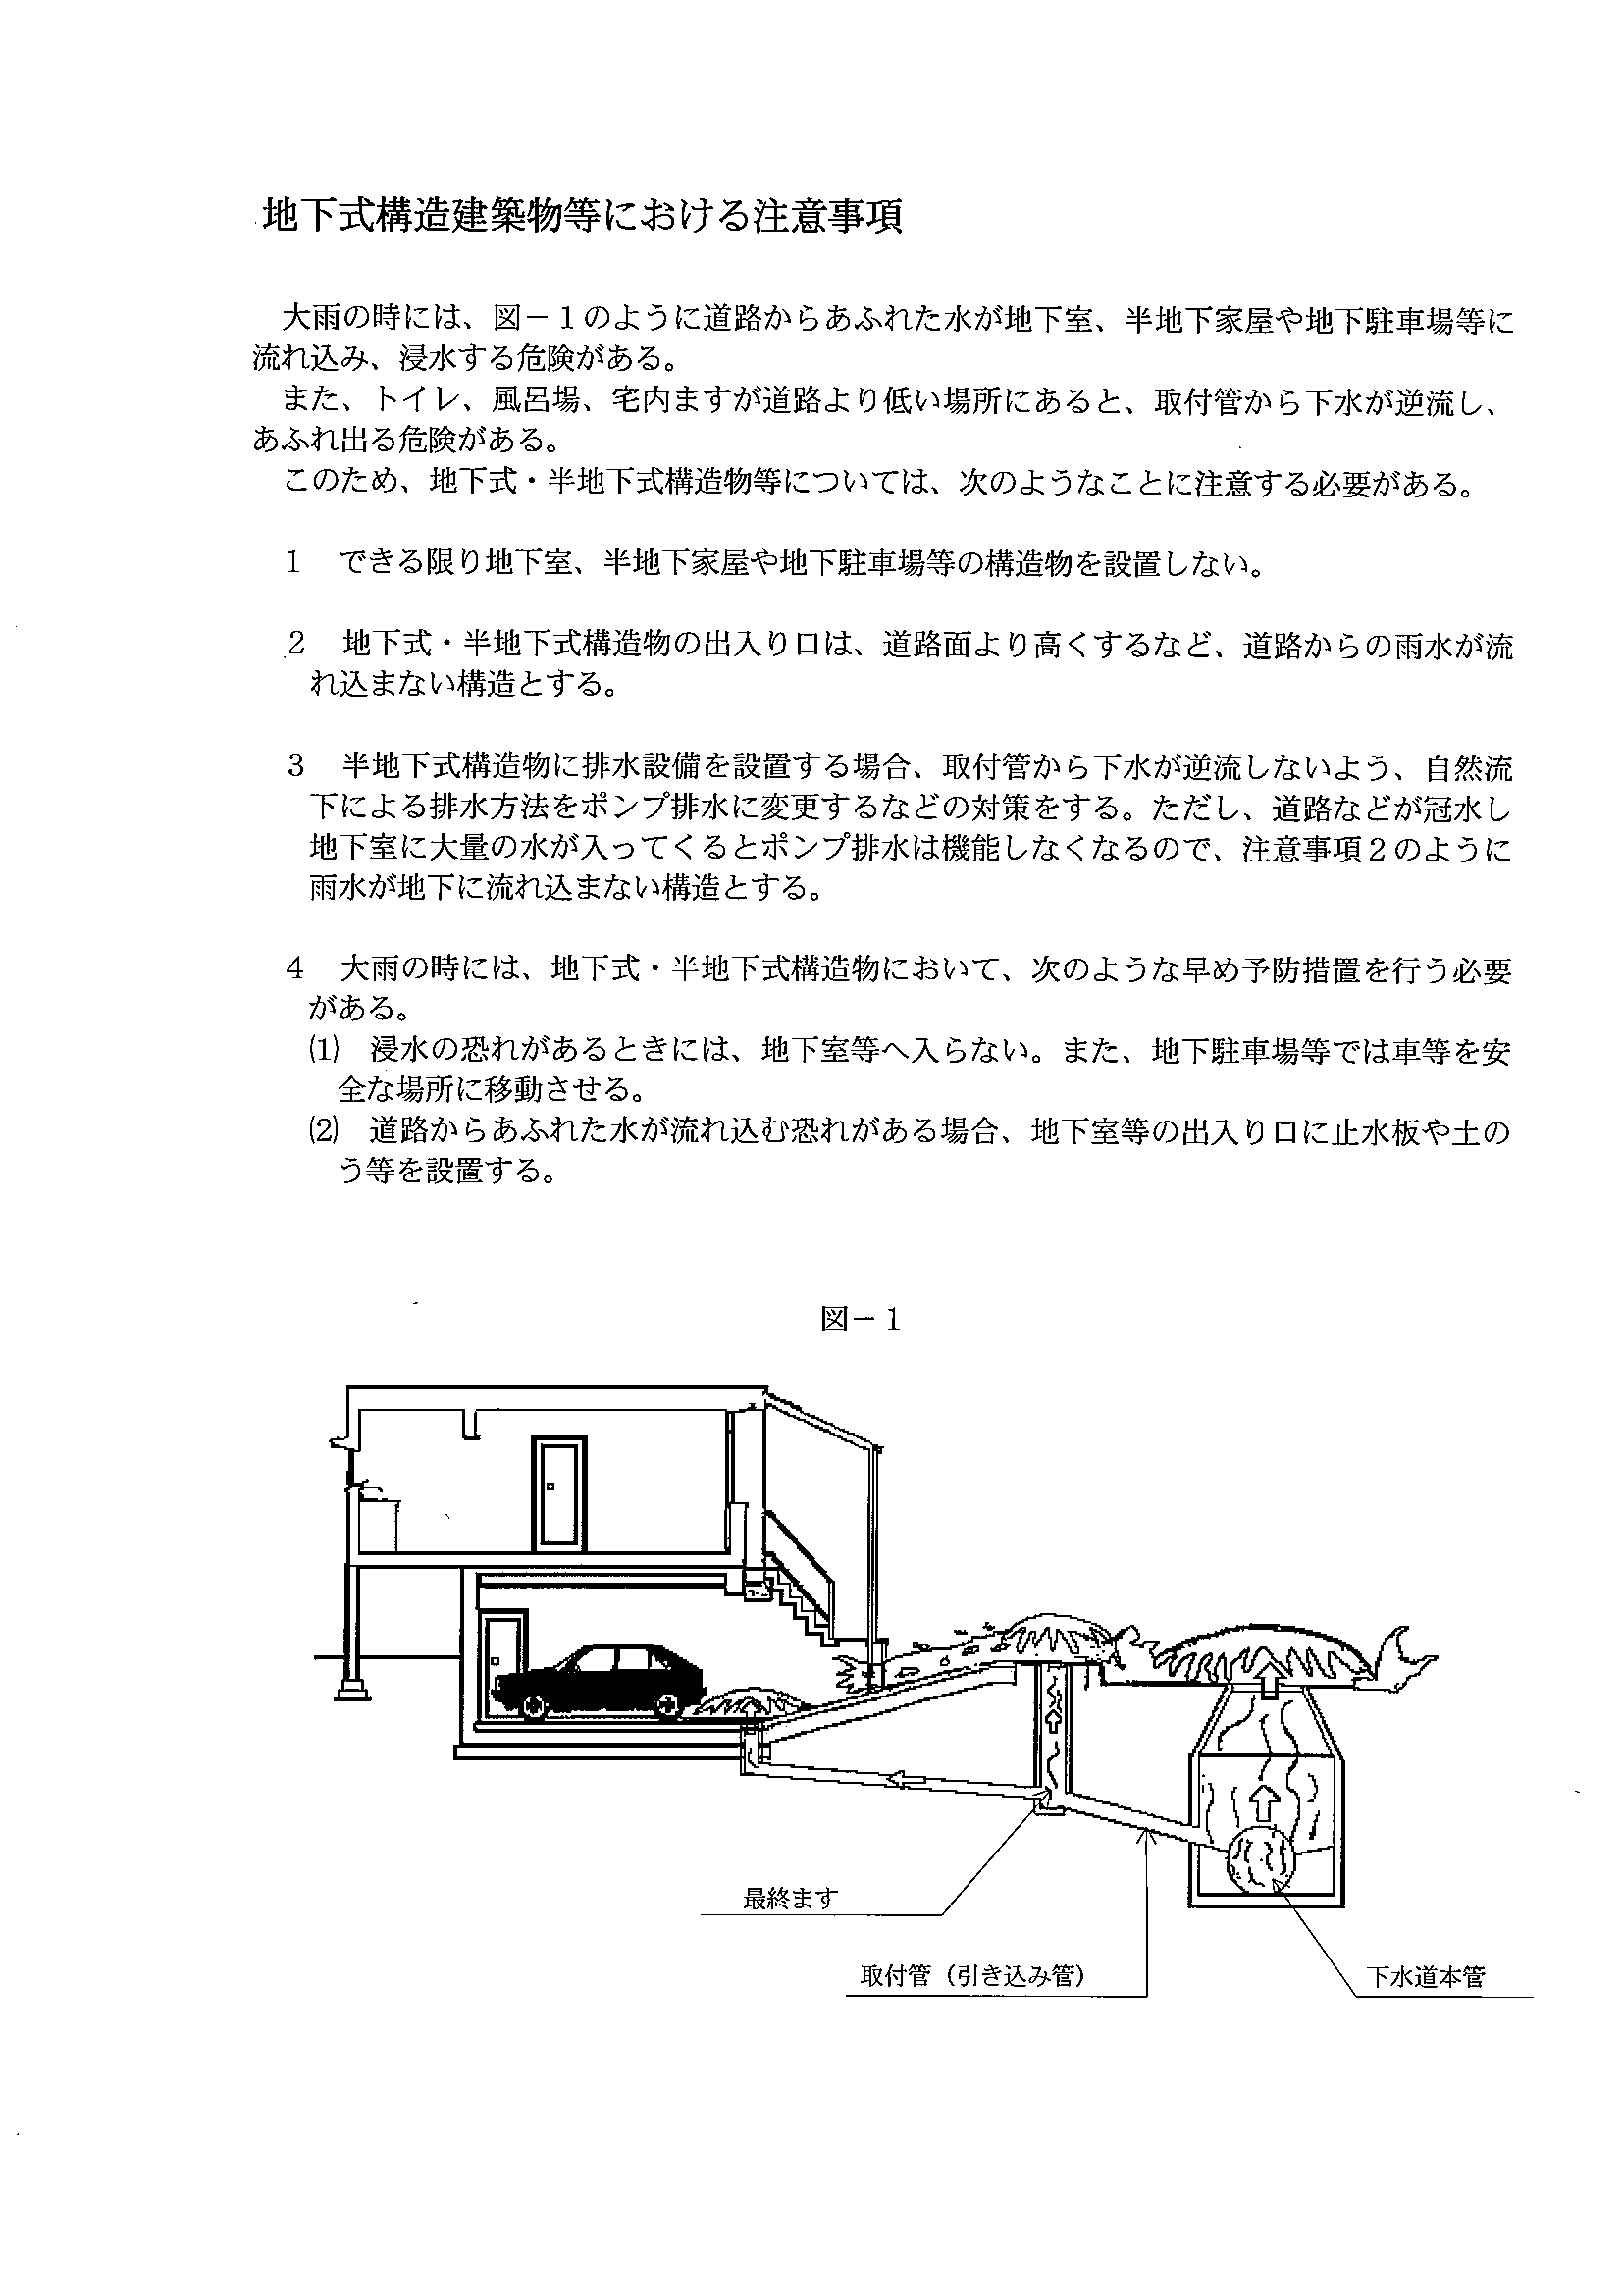 地下式構造建築物等における注意事項
大雨の時には、図－１のように道路からあふれた水が地下室、半地下家屋や地下駐車場等に
流れ込み、浸水する危険がある。
また、トイレ、風呂場、宅内ますが道路より低い場所にあると、取付管から下水が逆流し、
あふれ出る危険がある。
このため、地下式・半地下式構造物等については、次のようなことに注意する必要がある。
１　できる限り地下室、半地下家屋や地下駐車場等の構造物を設置しない。
２　地下式・半地下式構造物の出入り口は、道路面より高くするなど、道路からの雨水が流
れ込まない構造とする。
３　半地下式構造物に排水設備を設置する場合、取付管から下水が逆流しないよう、自然流
下による排水方法をポンプ排水に変更するなどの対策をする。ただし、道路などが冠水し
地下室に大量の水が入ってくるとポンプ排水は機能しなくなるので、注意事項２のように
雨水が地下に流れ込まない構造とする。
４　大雨の時には、地下式・半地下式構造物において、次のような早め予防措置を行う必要
がある。
(1)　浸水の恐れがあるときには、地下室等へ入らない。また、地下駐車場等では車等を安
全な場所に移動させる。
(2)　道路からあふれた水が流れ込む恐れがある場合、地下室等の出入り口に止水板や土の
う等を設置する。
図－１
最終ます
取付管（引き込み管）
下水道本管